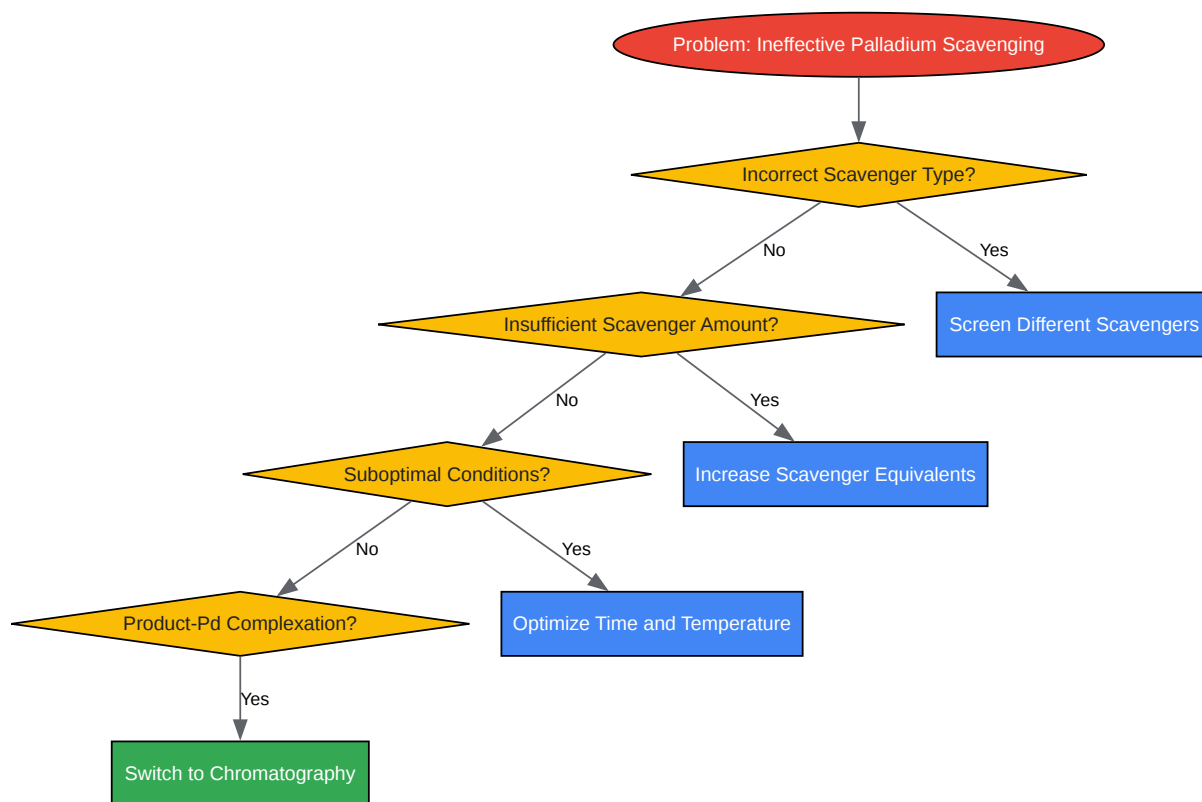 Problem: Ineffective Palladium Scavenging
Incorrect Scavenger Type?
No
Yes
Insufficient Scavenger Amount?
Screen Different Scavengers
No
Yes
Suboptimal Conditions?
Increase Scavenger Equivalents
No
Yes
Product-Pd Complexation?
Optimize Time and Temperature
Yes
Switch to Chromatography